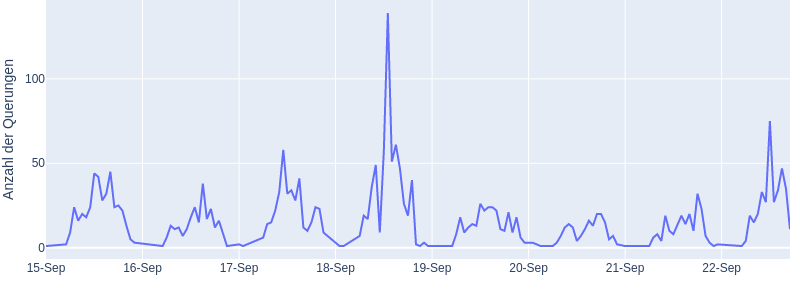 Anzahl der Querungen
100
50
0
15-Sep
16-Sep
17-Sep
18-Sep
19-Sep
20-Sep
21-Sep
22-Sep